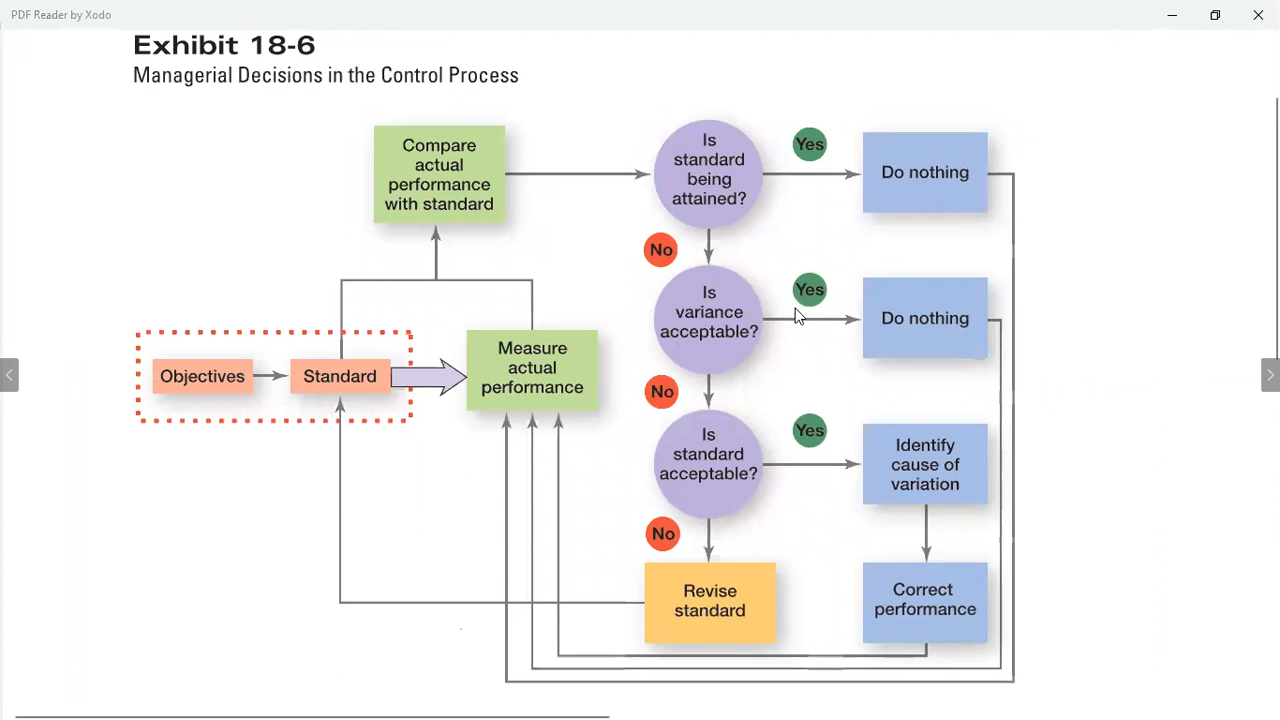 PDF Reader by Xodo
Exhibit 18-6
Managerial Decisions in the Control Process
Compare
actual
performance
with standard
Is
standard
being
attained?
Yes
Do nothing
No
Is
variance
acceptable?
Yes
Do nothing
Objectives
Standard
Measure
actual
performance
No
Is
standard
acceptable?
Yes
Identify
cause of
variation
No
Revise
standard
Correct
performance